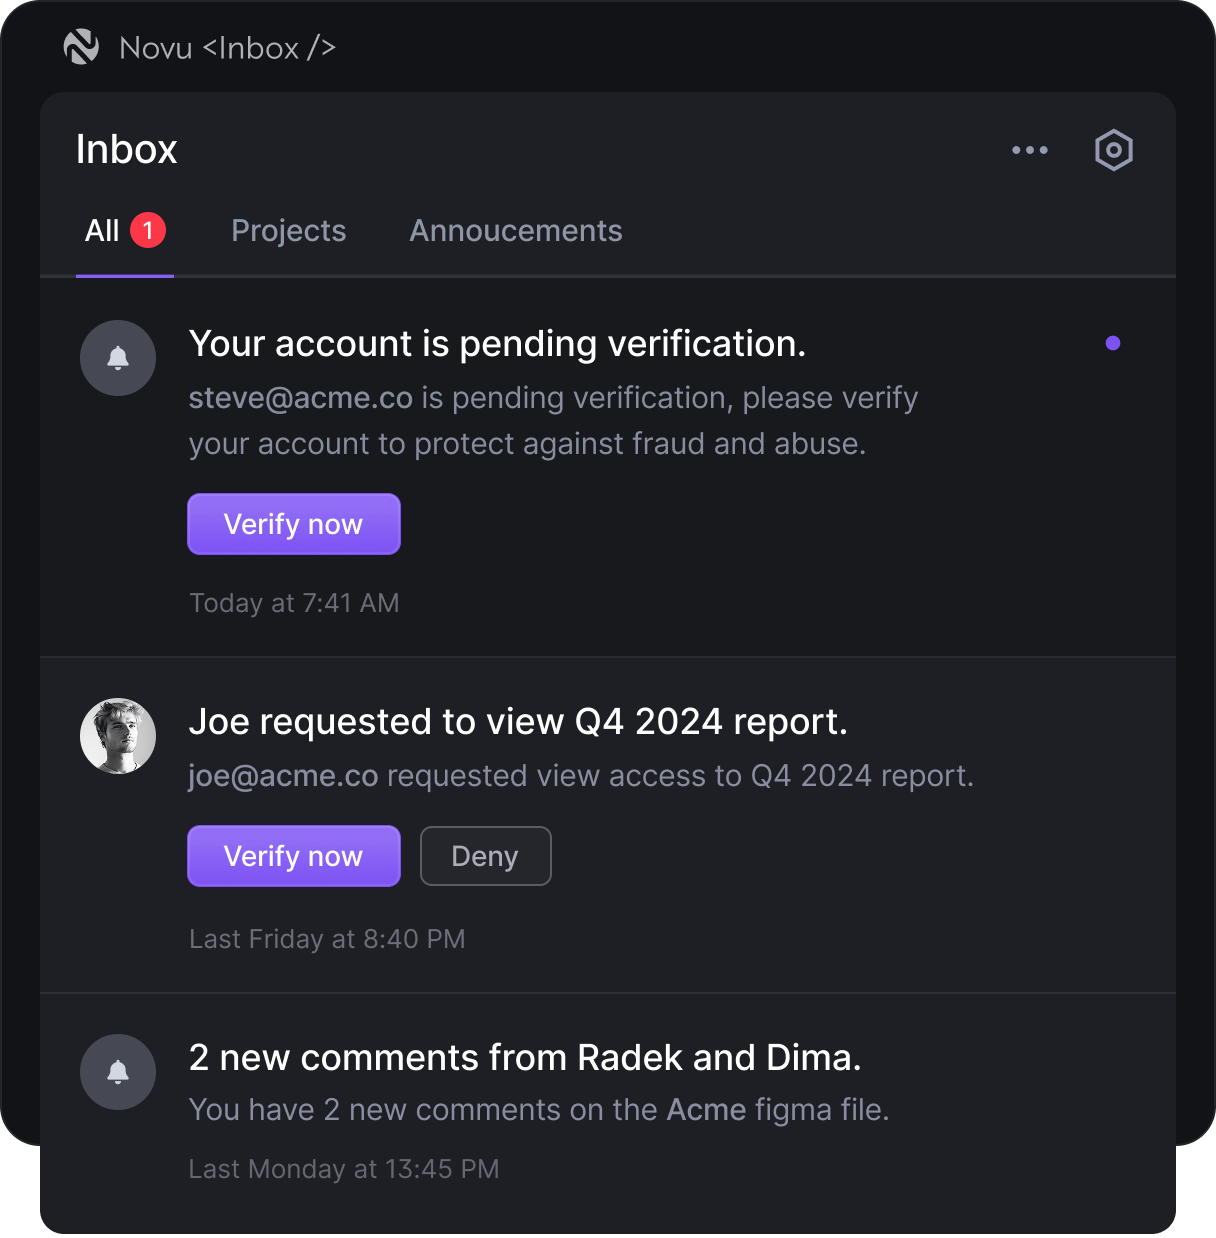 Novu <Inbox />
Inbox
All 1 Projects Annoucements
Your account is pending verification.
steve@acme.co is pending verification, please verify
your account to protect against fraud and abuse.
Verify now
Today at 7:41 AM
Joe requested to view Q4 2024 report.
joe@acme.co requested view access to Q4 2024 report.
Verify now Deny
Last Friday at 8:40 PM
2 new comments from Radek and Dima.
You have 2 new comments on the Acme figma file.
Last Monday at 13:45 PM